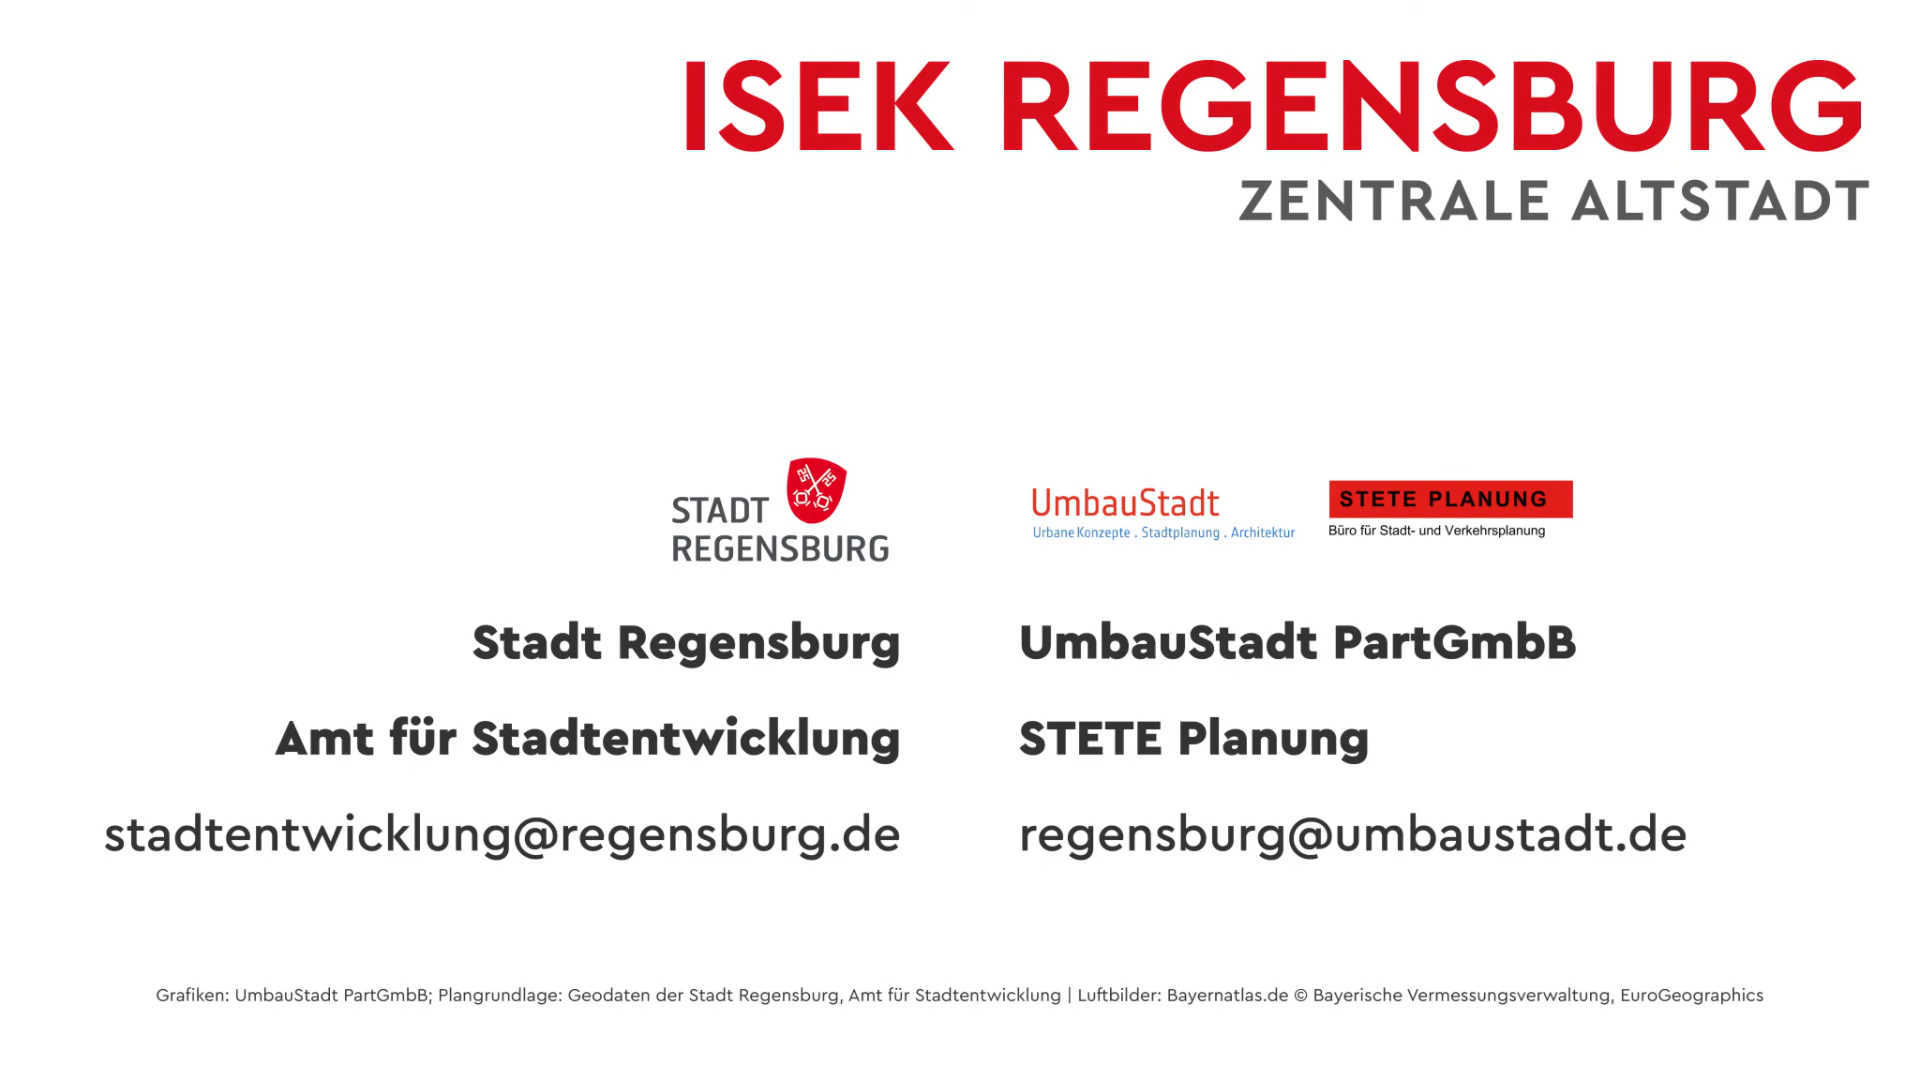 ISEK REGENSBURG
ZENTRALE ALTSTADT
STADT
REGENSBURG
UmbauStadt
Urbane Konzepte . Stadtplanung . Architektur
STETE PLANUNG
Büro für Stadt- und Verkehrsplanung
Stadt Regensburg
Amt für Stadtentwicklung
stadtentwicklung@regensburg.de
UmbauStadt PartGmbB
STETE Planung
regensburg@umbaustadt.de
Grafiken: UmbauStadt PartGmbB; Plangrundlage: Geodaten der Stadt Regensburg, Amt für Stadtentwicklung | Luftbilder: Bayernatlas.de © Bayerische Vermessungsverwaltung, EuroGeographics